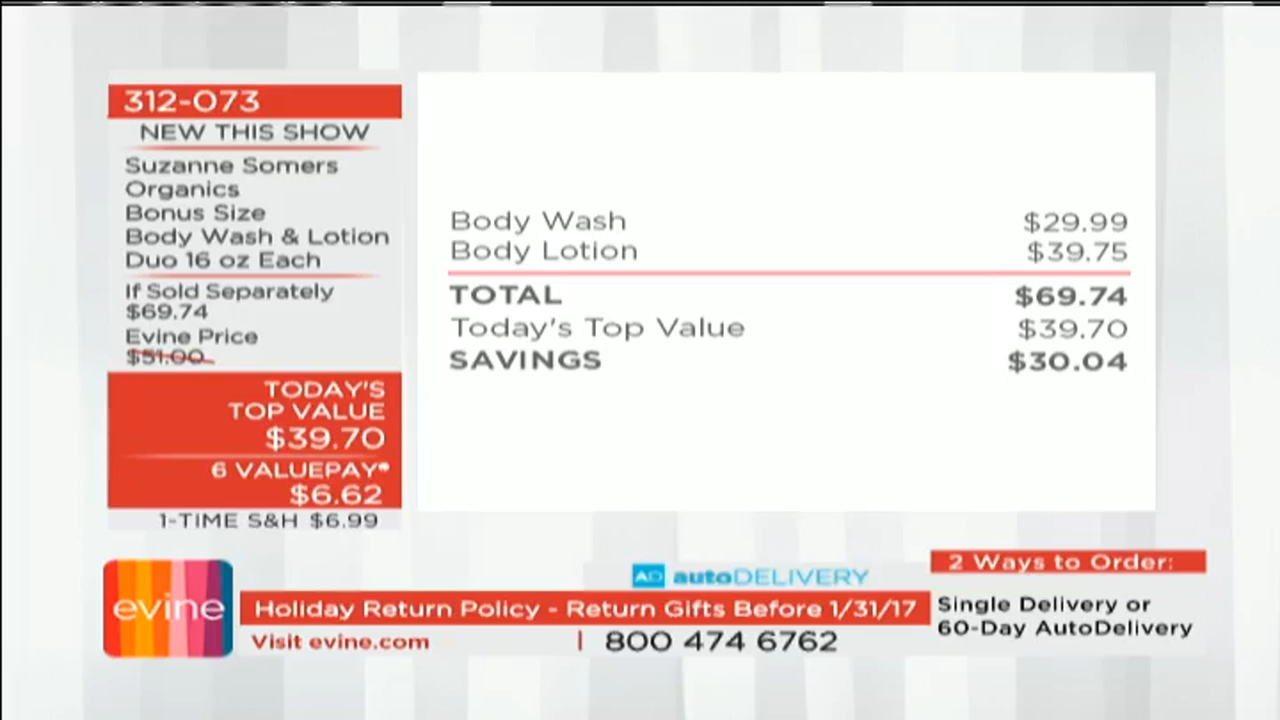 312-073
NEW THIS SHOW
Suzanne Somers
Organics
Bonus Size
Body Wash & Lotion
Duo 16 oz Each
If Sold Separately
$69.74
Evine Price
$51.00
TODAY'S
TOP VALUE
$39.70
6 VALUEPAY®
$6.62
1-TIME S&H $6.99
Body Wash $29.99
Body Lotion $39.75
TOTAL $69.74
Today's Top Value $39.70
SAVINGS $30.04
evine
AD autoDELIVERY
Holiday Return Policy - Return Gifts Before 1/31/17
Visit evine.com | 800 474 6762
2 Ways to Order:
Single Delivery or
60-Day AutoDelivery